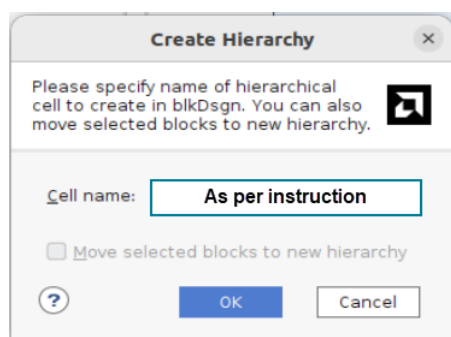 Create Hierarchy
Please specify name of hierarchical
cell to create in blkDsgn. You can also
move selected blocks to new hierarchy.
Cell name: As per instruction
Move selected blocks to new hierarchy
? OK Cancel